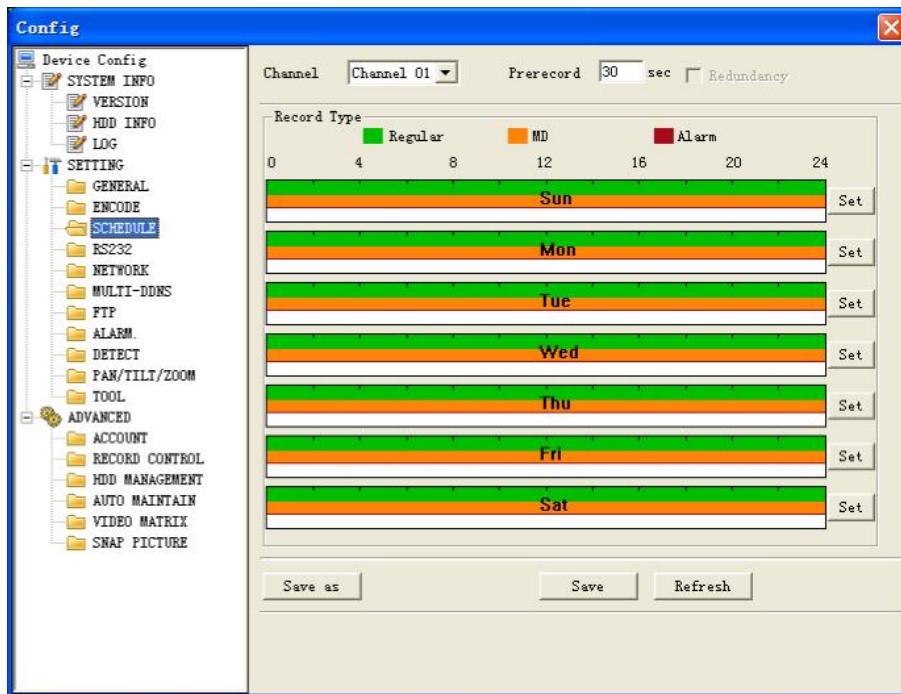 Config
Device Config
SYSTEM INFO
VERSION
HDD INFO
LOG
SETTING
GENERAL
ENCODE
SCHEDULE
RS232
NETWORK
MULTI-DDNS
FTP
ALARM.
DETECT
PAN/TILT/ZOOM
TOOL
ADVANCED
ACCOUNT
RECORD CONTROL
HDD MANAGEMENT
AUTO MAINTAIN
VIDEO MATRIX
SNAP PICTURE
Channel Channel 01 Prerecord 30 sec Redundancy
Record Type
Regular MD Alarm
0 4 8 12 16 20 24
Sun Set
Mon Set
Tue Set
Wed Set
Thu Set
Fri Set
Sat Set
Save as Save Refresh